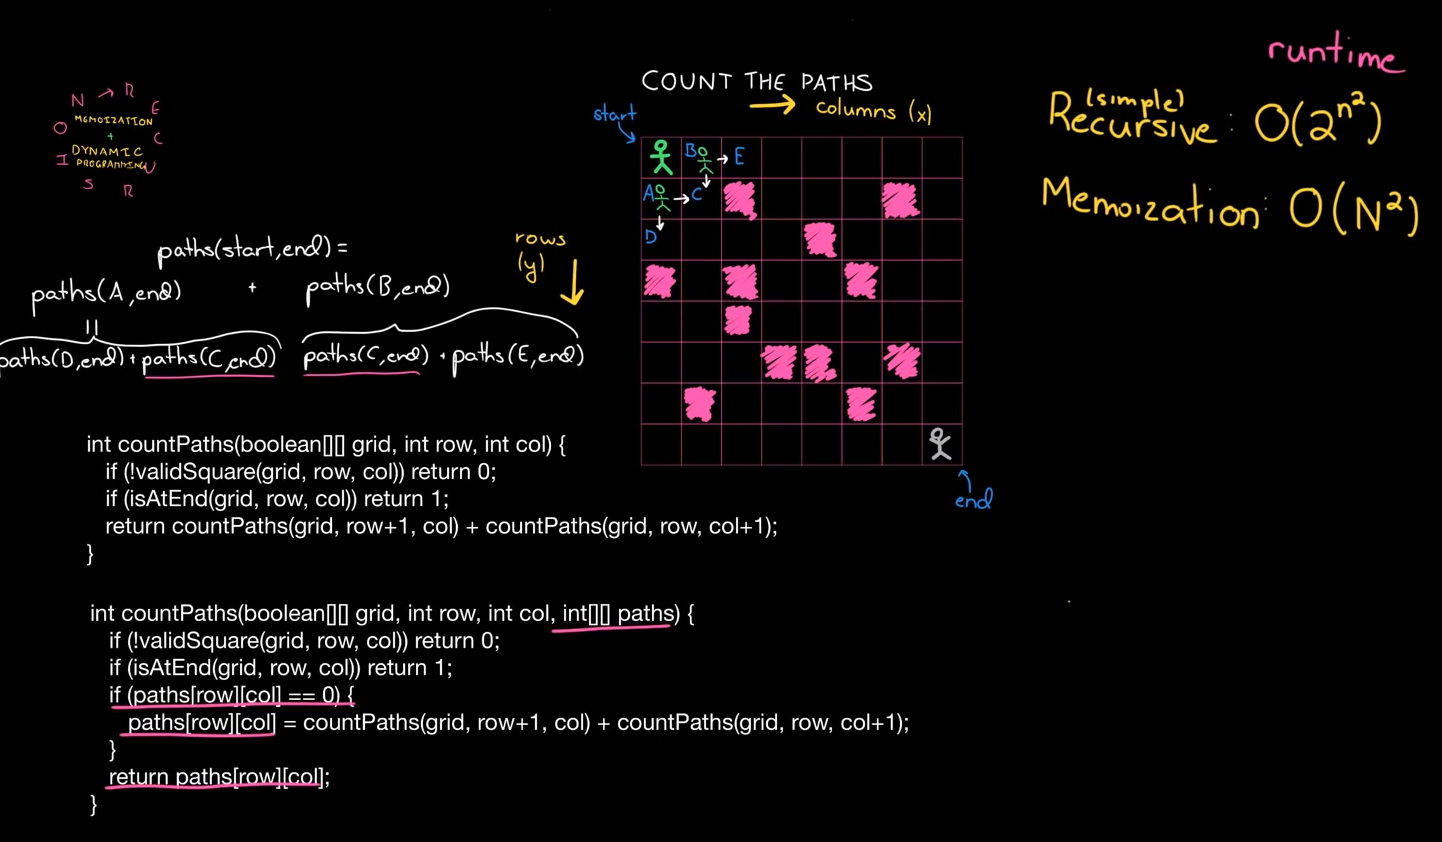 runtime
(simple)
Recursive: O(2^n²)
Memoization: O(N²)
RECURSION
MEMOIZATION
+
DYNAMIC
PROGRAMMING
COUNT THE PATHS
→ columns (x)
start
B → E
A → C
D
rows
(y)
end
paths(start,end) =
paths(A,end) + paths(B,end)
||
paths(D,end) + paths(C,end) paths(C,end) + paths(E,end)
int countPaths(boolean[][] grid, int row, int col) {
if (!validSquare(grid, row, col)) return 0;
if (isAtEnd(grid, row, col)) return 1;
return countPaths(grid, row+1, col) + countPaths(grid, row, col+1);
}
int countPaths(boolean[][] grid, int row, int col, int[][] paths) {
if (!validSquare(grid, row, col)) return 0;
if (isAtEnd(grid, row, col)) return 1;
if (paths[row][col] == 0) {
paths[row][col] = countPaths(grid, row+1, col) + countPaths(grid, row, col+1);
}
return paths[row][col];
}